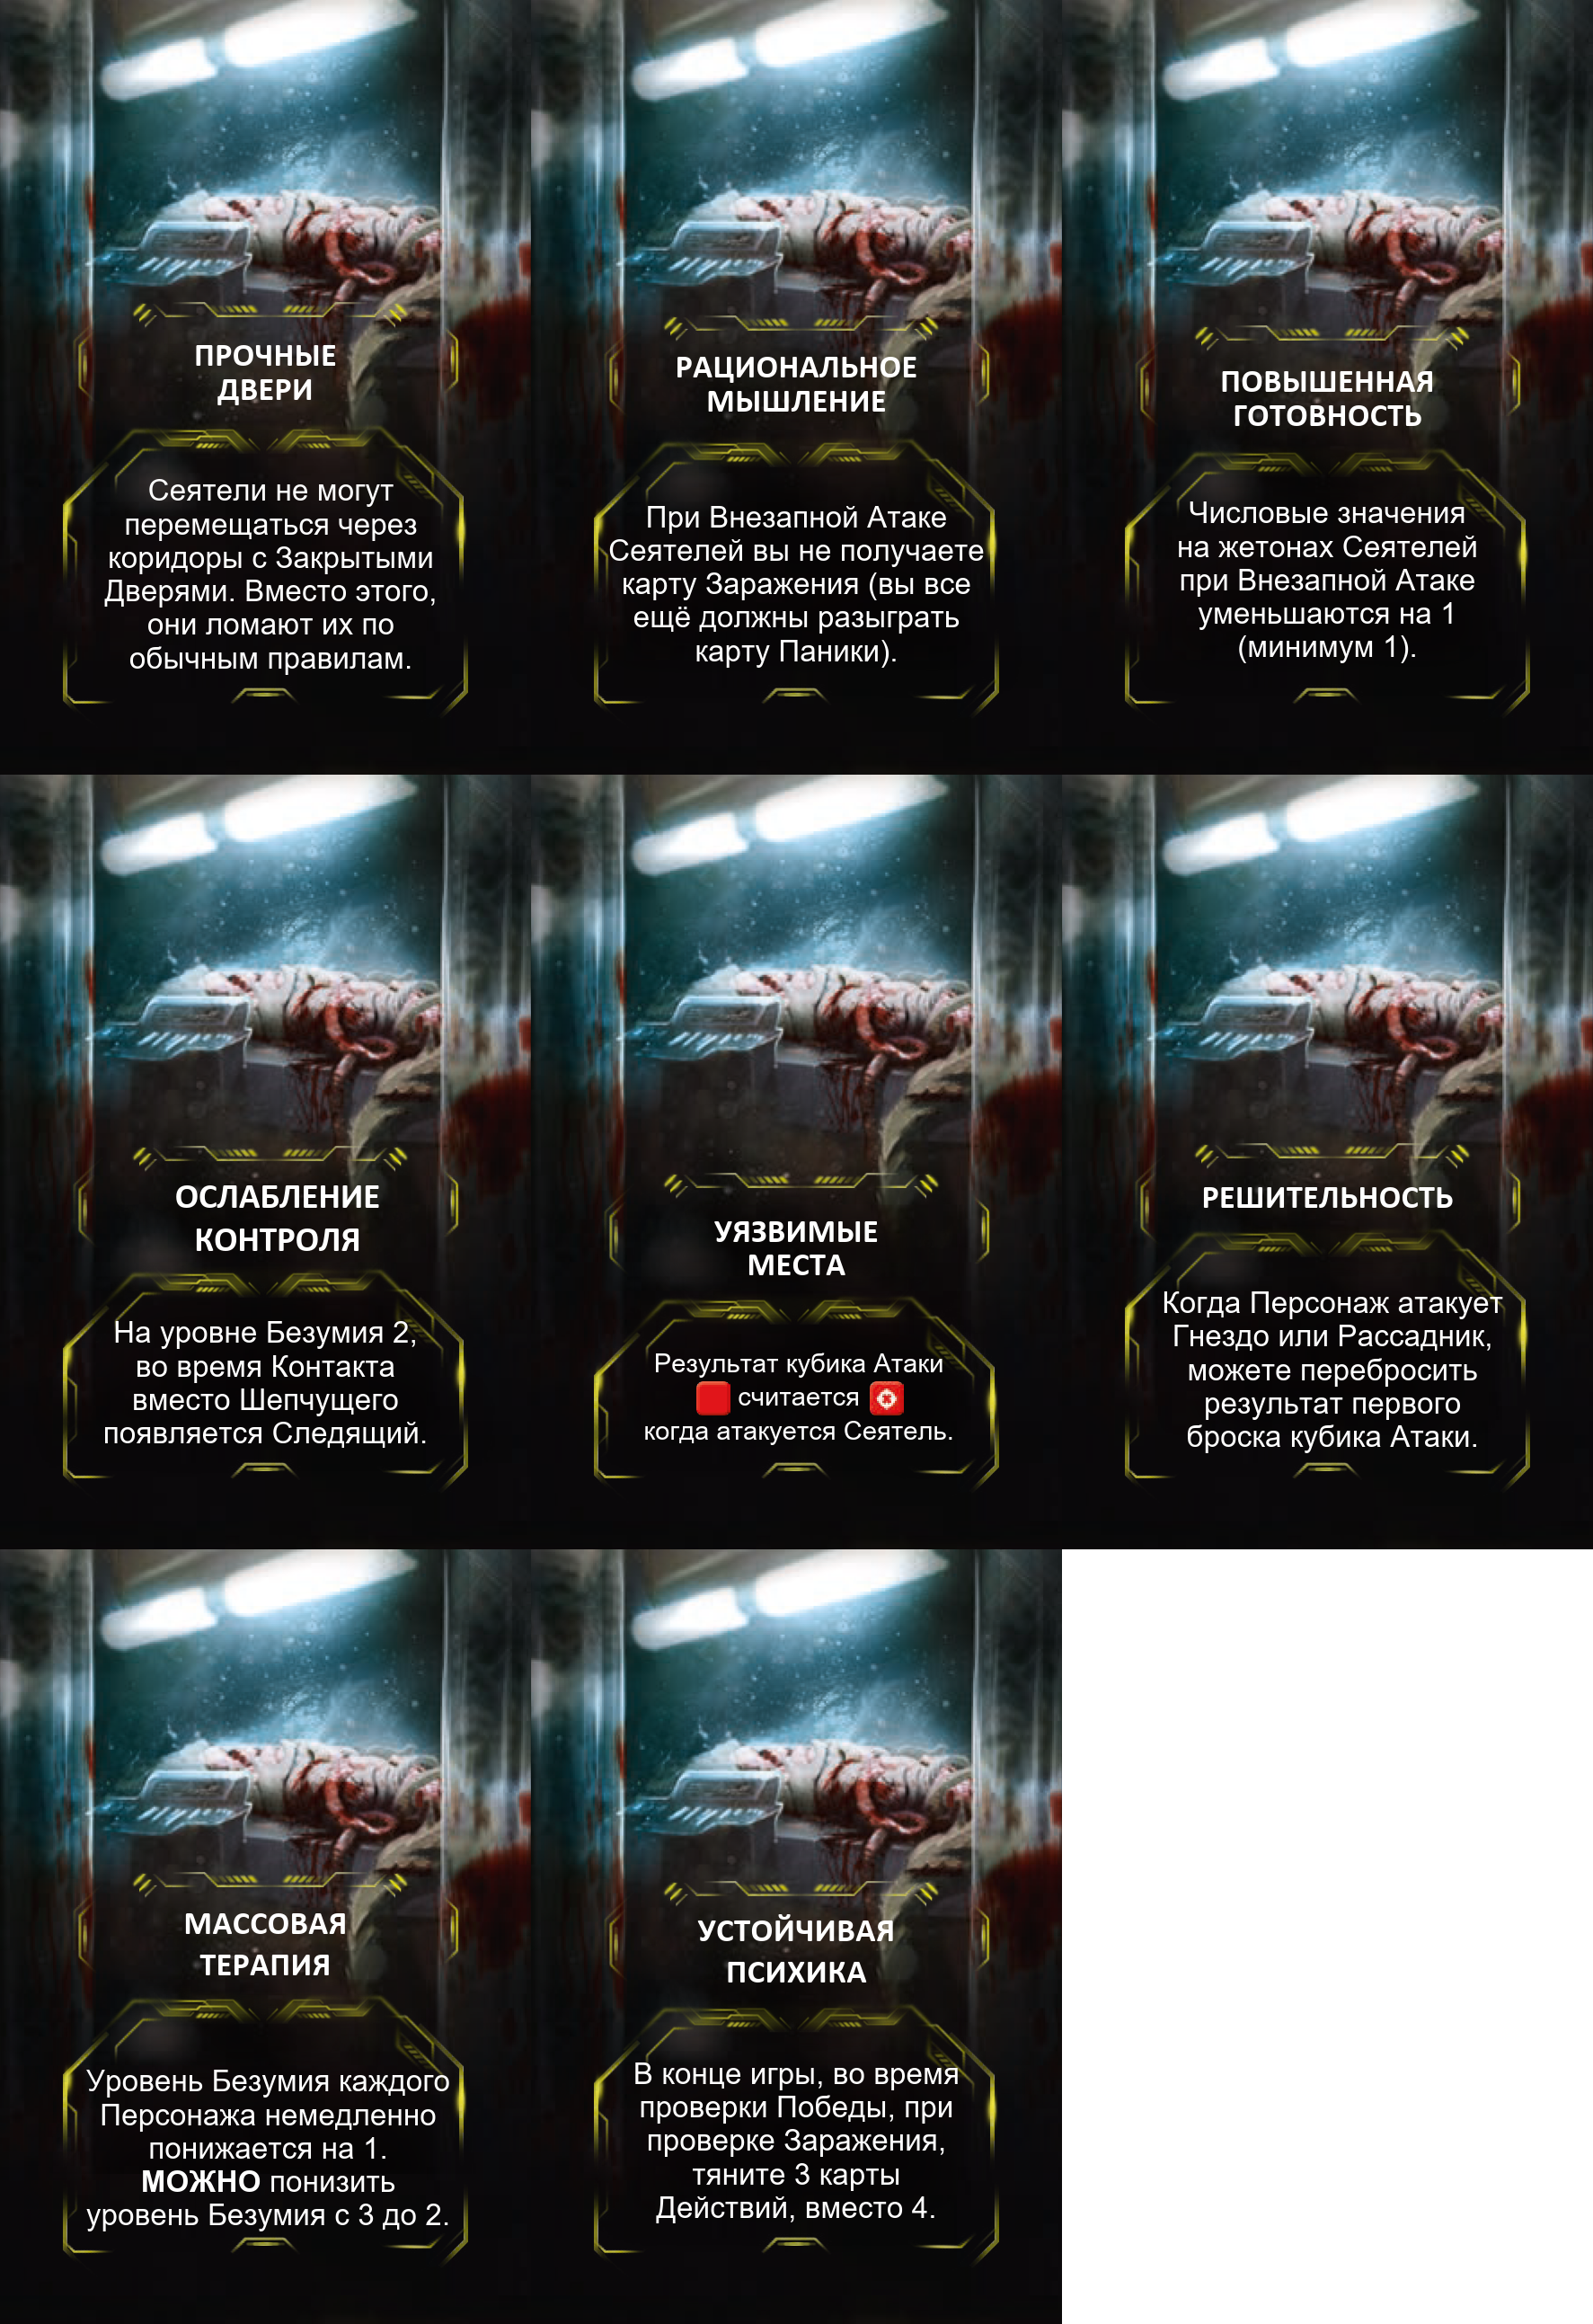 ПРОЧНЫЕ
ДВЕРИ
Сеятели не могут
перемещаться через
коридоры с Закрытыми
Дверями. Вместо этого,
они ломают их по
обычным правилам.
РАЦИОНАЛЬНОЕ
МЫШЛЕНИЕ
При Внезапной Атаке
Сеятелей вы не получаете
карту Заражения (вы все
ещё должны разыграть
карту Паники).
ПОВЫШЕННАЯ
ГОТОВНОСТЬ
Числовые значения
на жетонах Сеятелей
при Внезапной Атаке
уменьшаются на 1
(минимум 1).
ОСЛАБЛЕНИЕ
КОНТРОЛЯ
На уровне Безумия 2,
во время Контакта
вместо Шепчущего
появляется Следящий.
УЯЗВИМЫЕ
МЕСТА
Результат кубика Атаки
считается
когда атакуется Сеятель.
РЕШИТЕЛЬНОСТЬ
Когда Персонаж атакует
Гнездо или Рассадник,
можете перебросить
результат первого
броска кубика Атаки.
МАССОВАЯ
ТЕРАПИЯ
Уровень Безумия каждого
Персонажа немедленно
понижается на 1.
МОЖНО понизить
уровень Безумия с 3 до 2.
УСТОЙЧИВАЯ
ПСИХИКА
В конце игры, во время
проверки Победы, при
проверке Заражения,
тяните 3 карты
Действий, вместо 4.